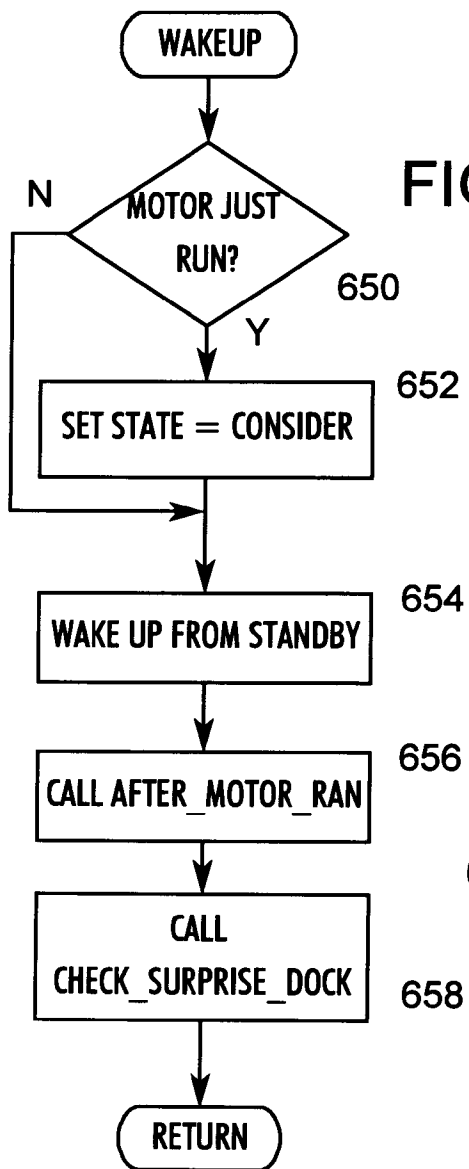 WAKEUP
FIG
N
MOTOR JUST
RUN?
650
Y
652
SET STATE = CONSIDER
654
WAKE UP FROM STANDBY
656
CALL AFTER_MOTOR_RAN
CALL
CHECK_SURPRISE_DOCK
658
RETURN